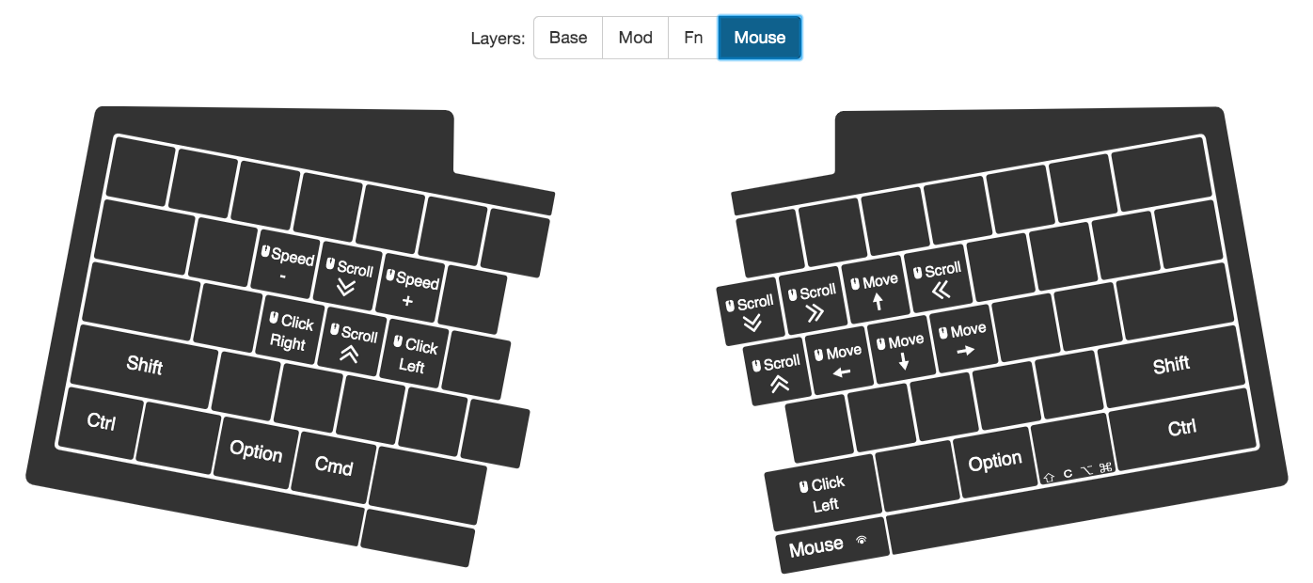 Layers: Base Mod Fn Mouse
Speed
-
Scroll
Speed
+
Click
Right
Scroll
Click
Left
Shift
Ctrl
Option
Cmd
Scroll
Scroll
Move
Scroll
Scroll
Move
Move
Move
Shift
Click
Left
Option
⇧ C ⌥ ⌘
Ctrl
Mouse